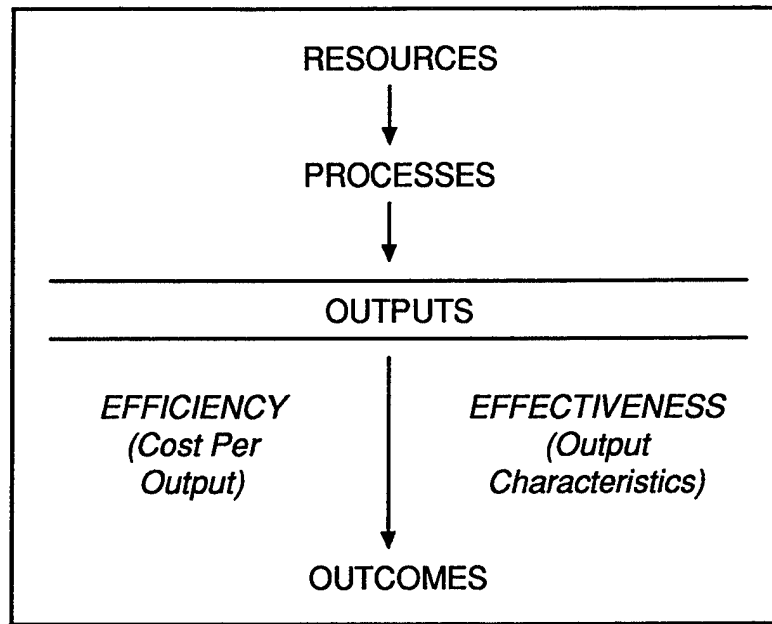 RESOURCES
PROCESSES
OUTPUTS
EFFICIENCY
(Cost Per
Output)
EFFECTIVENESS
(Output
Characteristics)
OUTCOMES